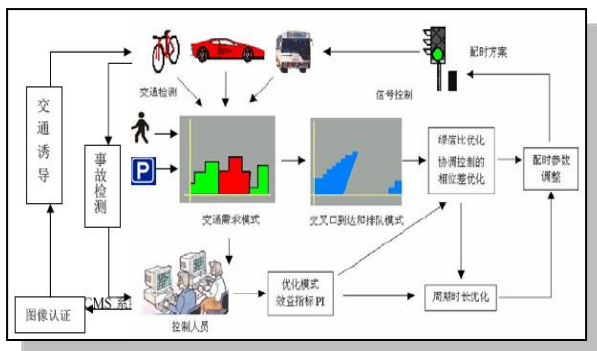 配时方案
交通检测
信号控制
交通诱导
事故检测
P
绿信比优化
协调控制的
相位差优化
配时参数
调整
交通需求模式
交叉口到达和排队模式
优化模式
效益指标 PI
周期时长优化
CMS 系
图像认证
控制人员